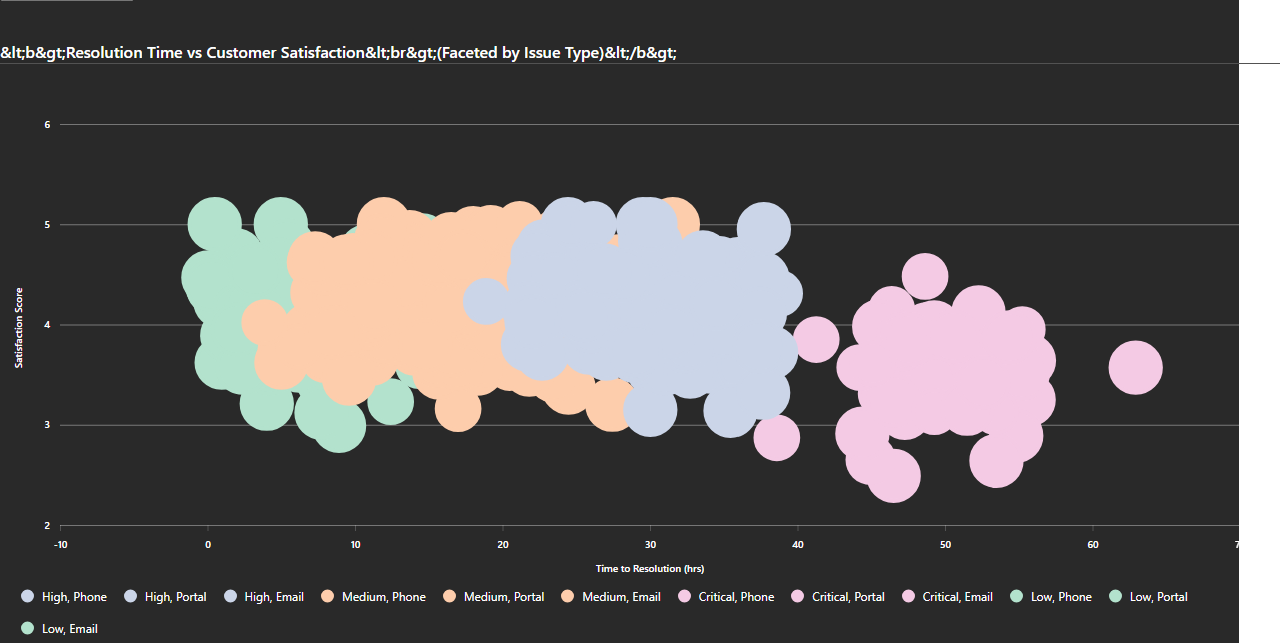 &lt;b&gt;Resolution Time vs Customer Satisfaction&lt;br&gt;(Faceted by Issue Type)&lt;/b&gt;
6
5
4
3
2
Satisfaction Score
-10 0 10 20 30 40 50 60 7
Time to Resolution (hrs)
High, Phone High, Portal High, Email Medium, Phone Medium, Portal Medium, Email Critical, Phone Critical, Portal Critical, Email Low, Phone Low, Portal
Low, Email